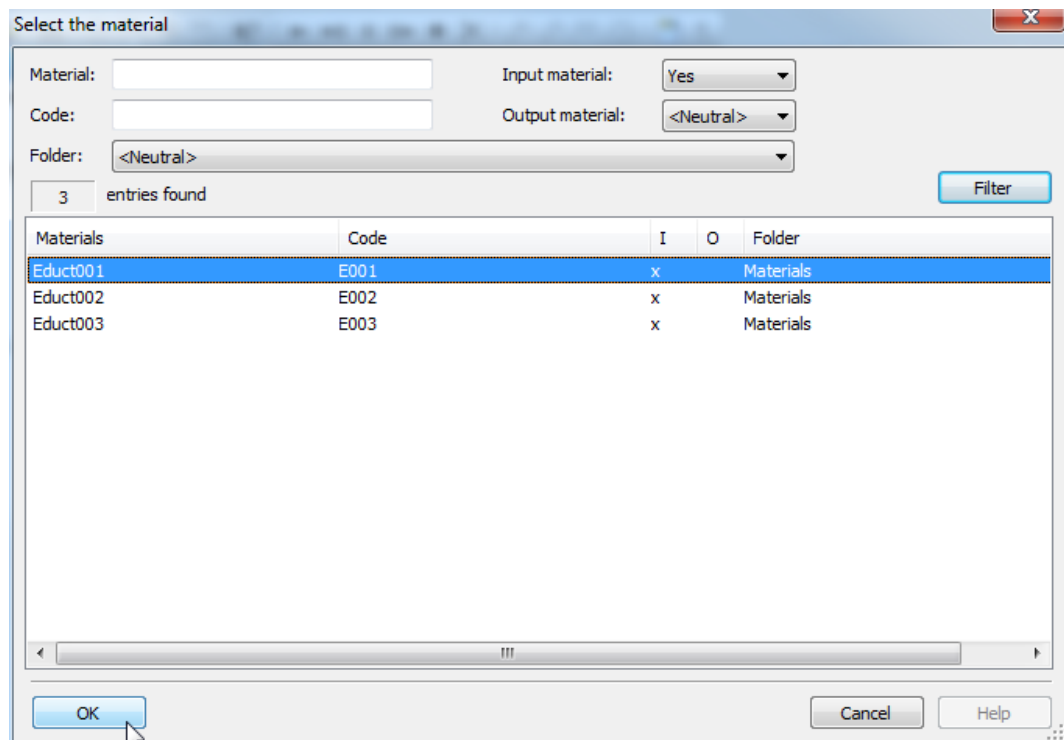 Select the material
Material: Input material: Yes
Code: Output material: <Neutral>
Folder: <Neutral>
3 entries found Filter
Materials Code I O Folder
Educt001 E001 x Materials
Educt002 E002 x Materials
Educt003 E003 x Materials
OK Cancel Help